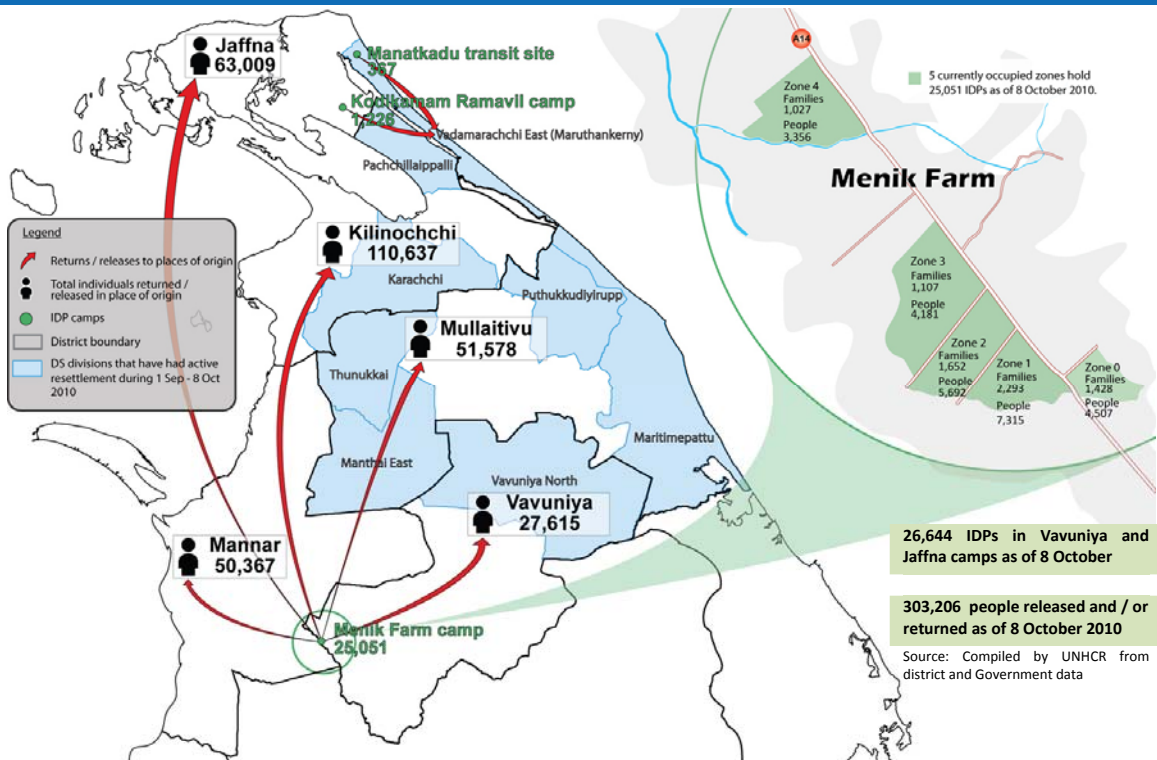 Jaffna
63,009
Manatkadu transit site
367
Kodikamam Ramavil camp
1,226
Vadamarachchi East (Maruthankerny)
Pachchillaippalli
Legend
Returns / releases to places of origin
Total individuals returned /
released in place of origin
IDP camps
District boundary
DS divisions that have had active
resettlement during 1 Sep - 8 Oct
2010
Kilinochchi
110,637
Karachchi
Puthukkudiyirupp
Mullaitivu
51,578
Thunukkai
Manthai East
Maritimepattu
Vavuniya North
Vavuniya
27,615
Mannar
50,367
Menik Farm camp
25,051
A14
5 currently occupied zones hold
25,051 IDPs as of 8 October 2010.
Zone 4
Families
1,027
People
3,356
Menik Farm
Zone 3
Families
1,107
People
4,181
Zone 2
Families
1,652
People
5,692
Zone 1
Families
2,293
People
7,315
Zone 0
Families
1,428
People
4,507
26,644 IDPs in Vavuniya and
Jaffna camps as of 8 October
303,206 people released and / or
returned as of 8 October 2010
Source: Compiled by UNHCR from
district and Government data